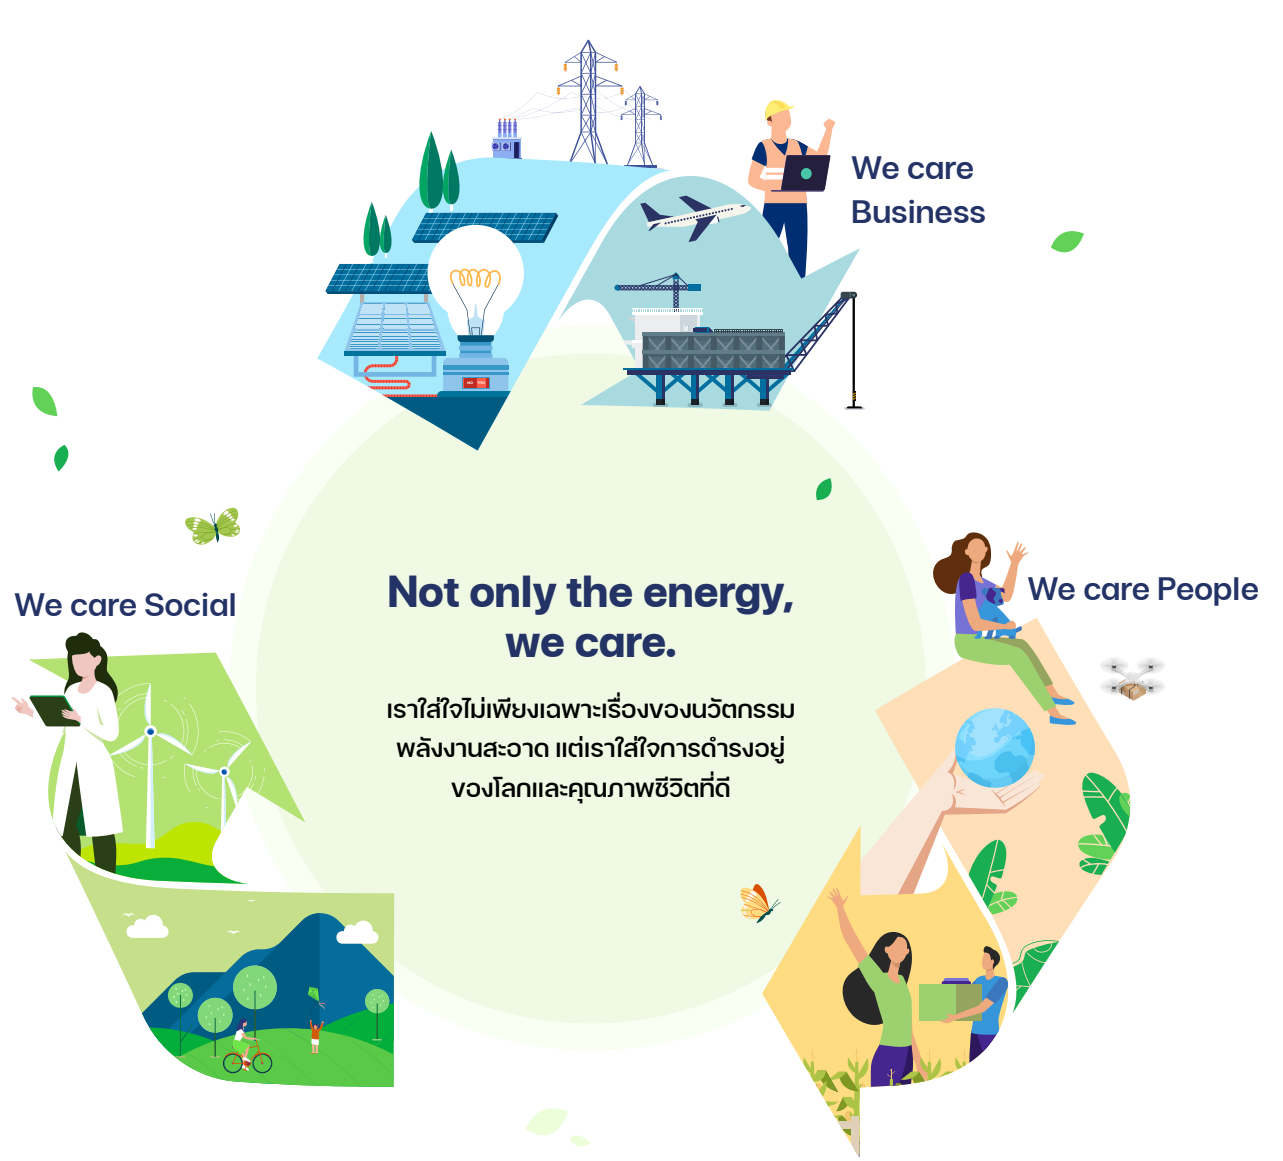 We care
Business
We care Social
We care People
Not only the energy,
we care.
เราใส่ใจไม่เพียงเฉพาะเรื่องของนวัตกรรม
พลังงานสะอาด แต่เราใส่ใจการดำรงอยู่
ของโลกและคุณภาพชีวิตที่ดี